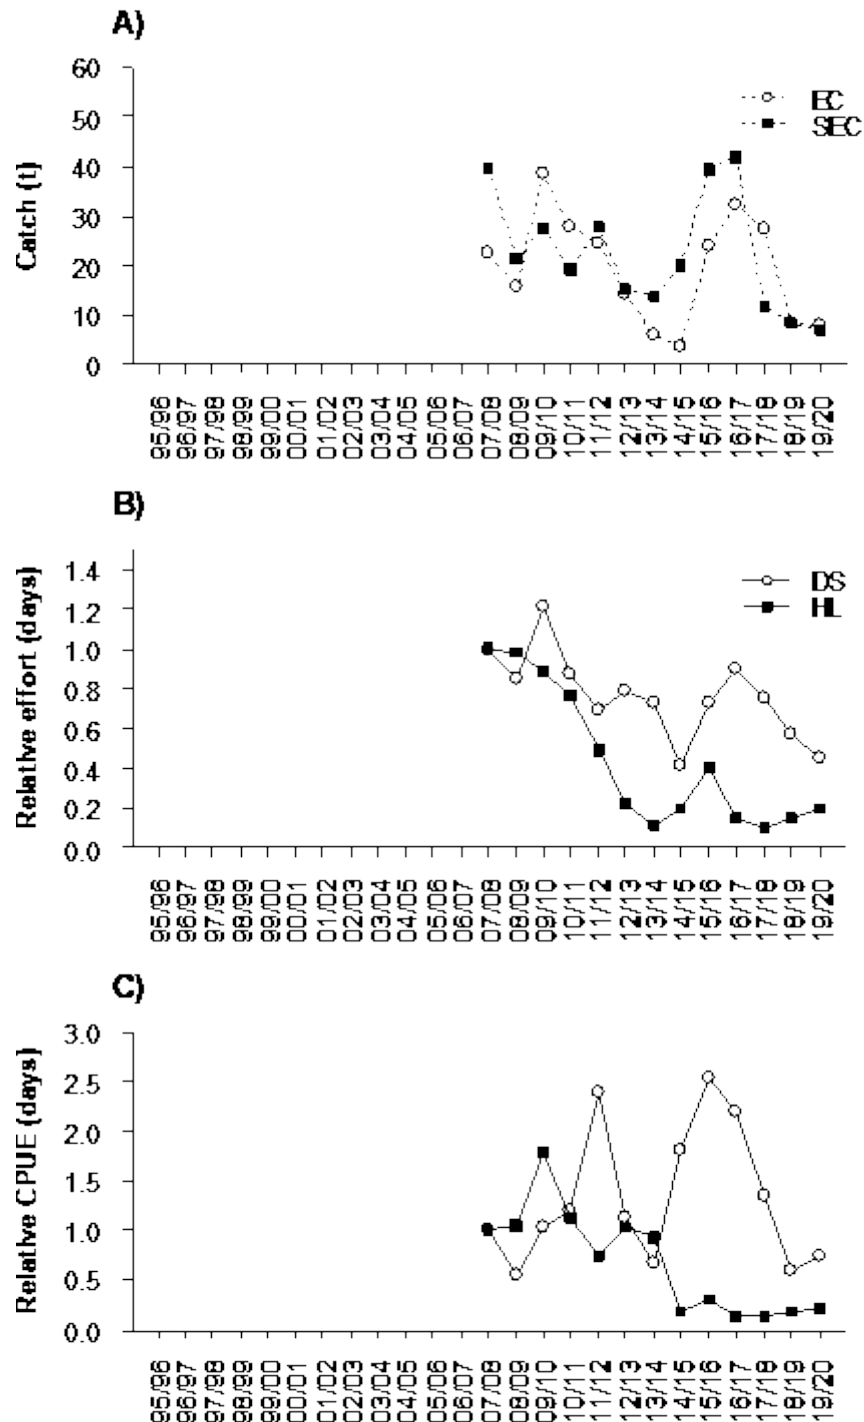 A)
Catch (t)
60
50
40
30
20
10
0
IEC
SIEC
95/96 96/97 97/98 98/99 99/00 00/01 01/02 02/03 03/04 04/05 05/06 06/07 07/08 08/09 09/10 10/11 11/12 12/13 13/14 14/15 15/16 16/17 17/18 18/19 19/20
B)
Relative effort (days)
1.4
1.2
1.0
0.8
0.6
0.4
0.2
0.0
IDS
HL
95/96 96/97 97/98 98/99 99/00 00/01 01/02 02/03 03/04 04/05 05/06 06/07 07/08 08/09 09/10 10/11 11/12 12/13 13/14 14/15 15/16 16/17 17/18 18/19 19/20
C)
Relative CPUE (days)
3.0
2.5
2.0
1.5
1.0
0.5
0.0
95/96 96/97 97/98 98/99 99/00 00/01 01/02 02/03 03/04 04/05 05/06 06/07 07/08 08/09 09/10 10/11 11/12 12/13 13/14 14/15 15/16 16/17 17/18 18/19 19/20